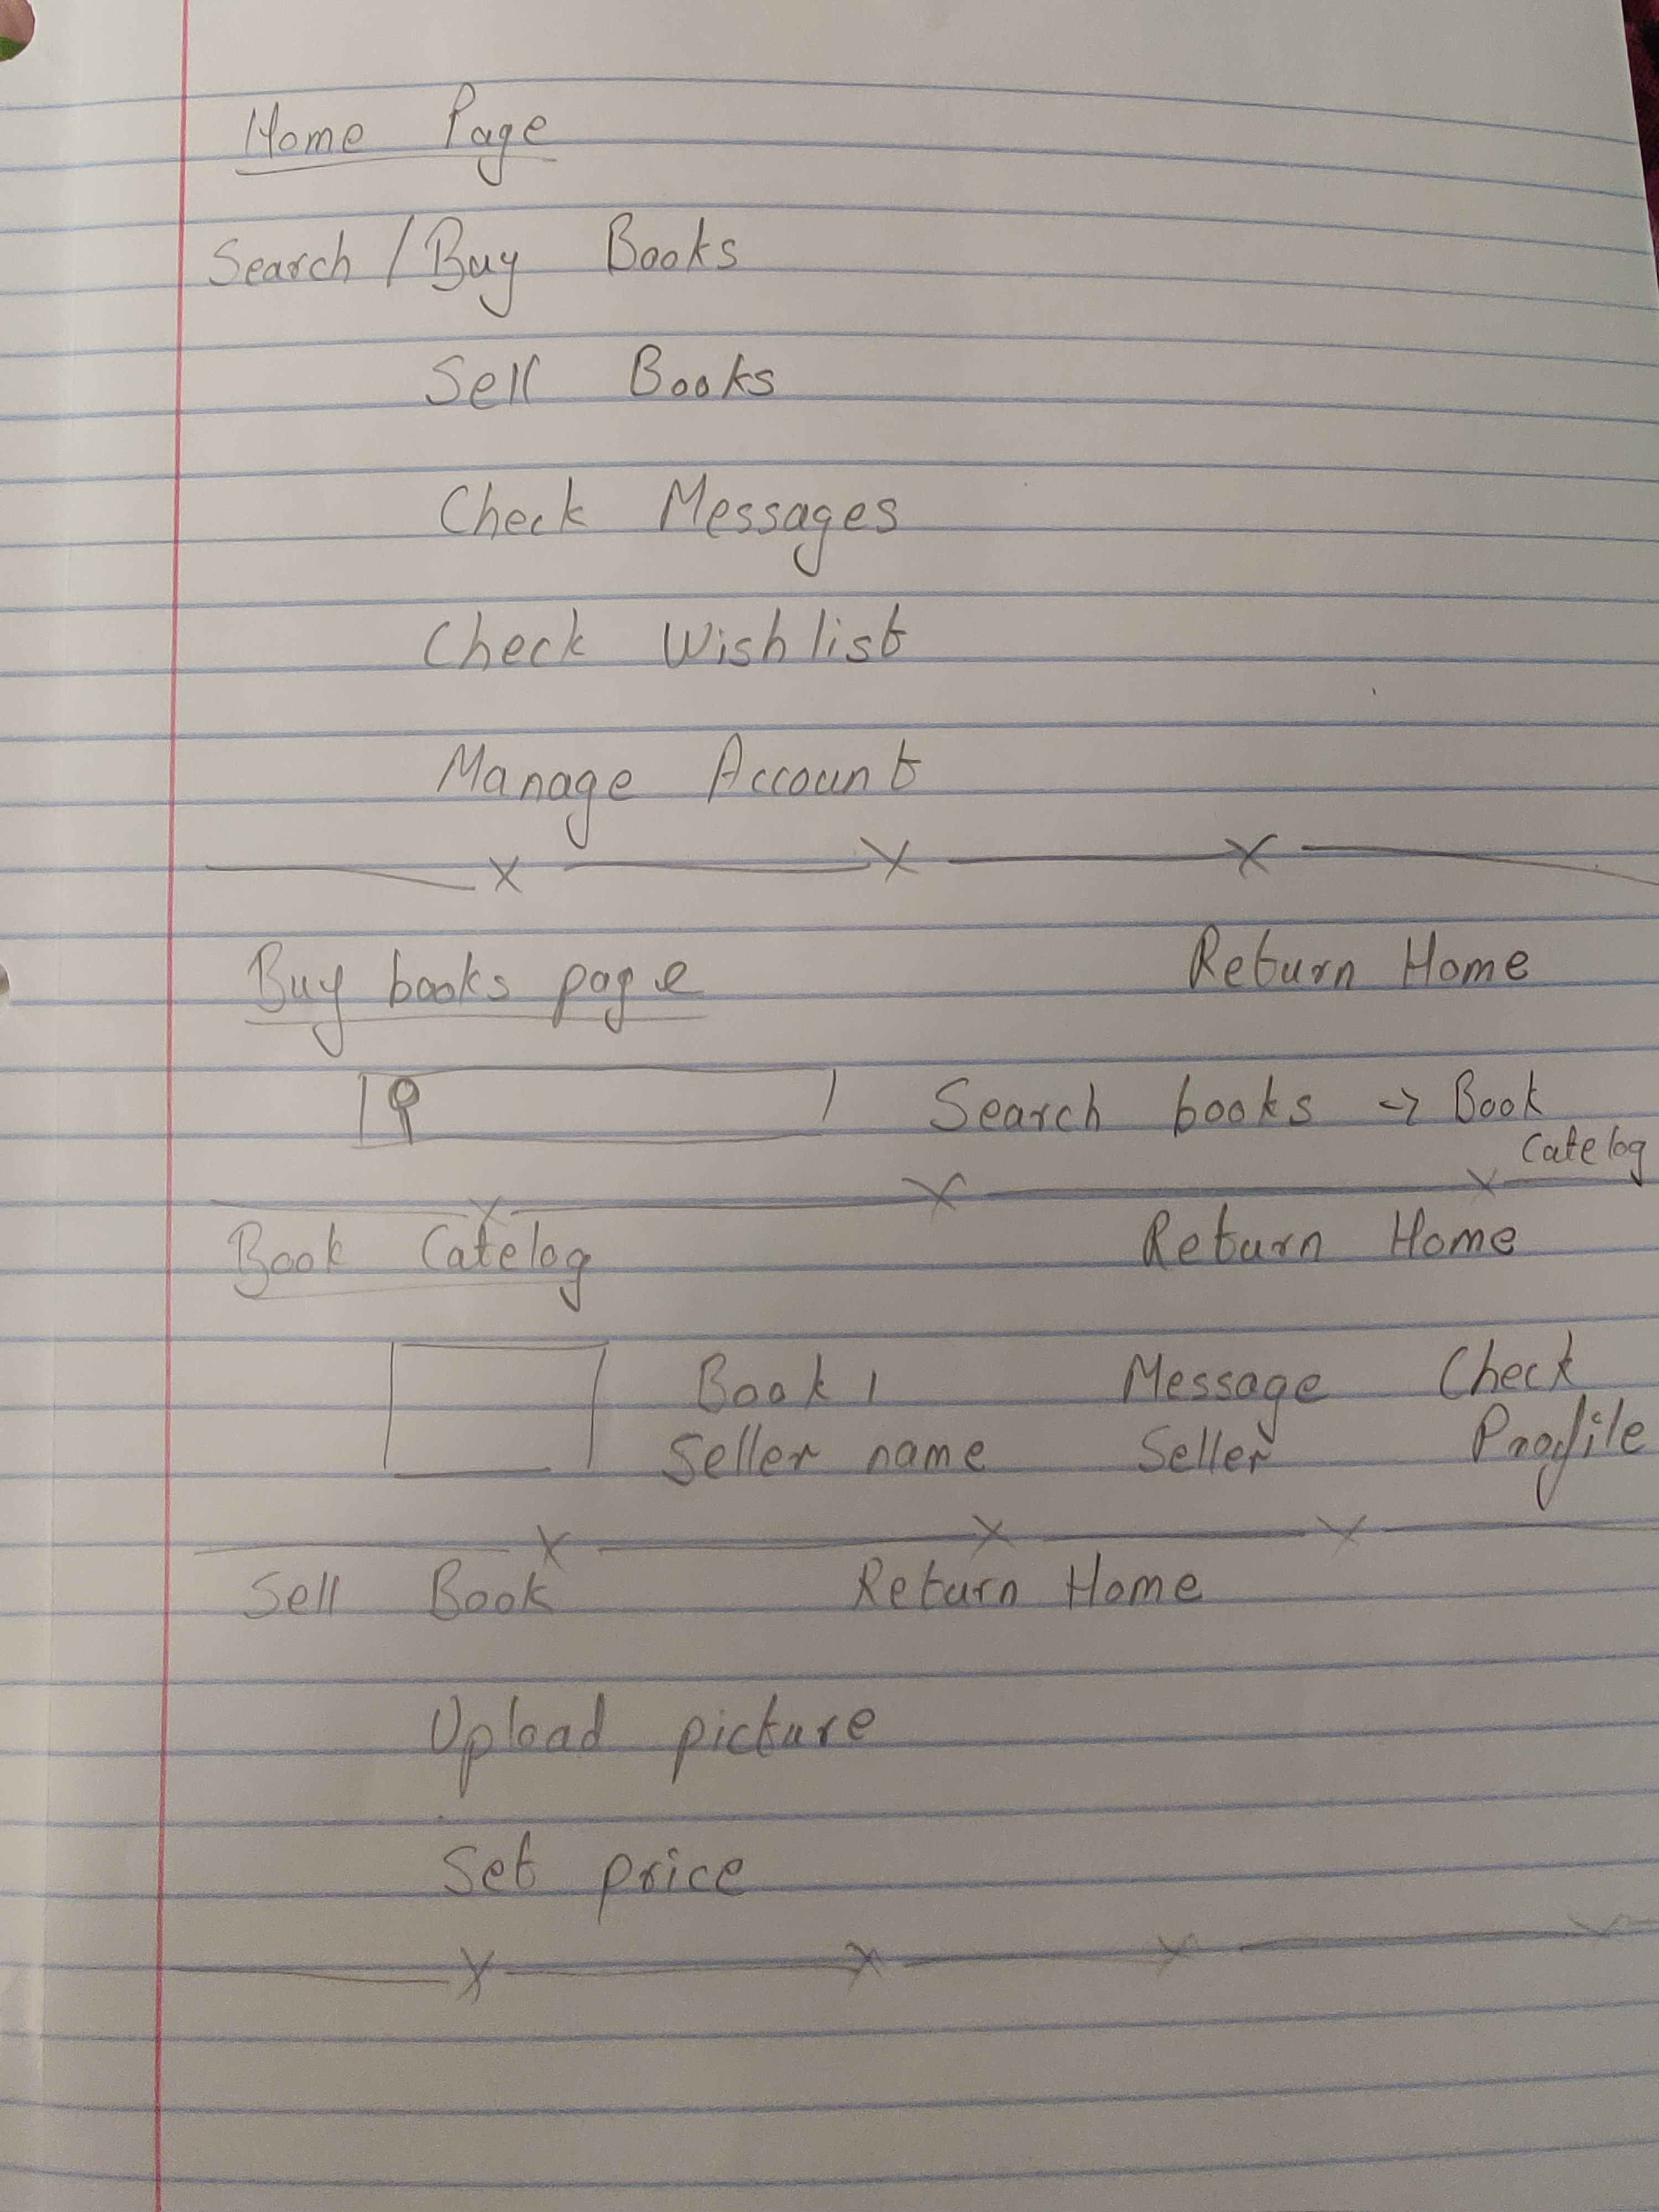 Home Page
Search / Buy Books
Sell Books
Check Messages
Check Wishlist
Manage Account
Buy books page Return Home
Search books -> Book
Catelog
Book Catelog Return Home
Book 1 Message Check
Seller name Seller Profile
Sell Book Return Home
Upload picture
Set price